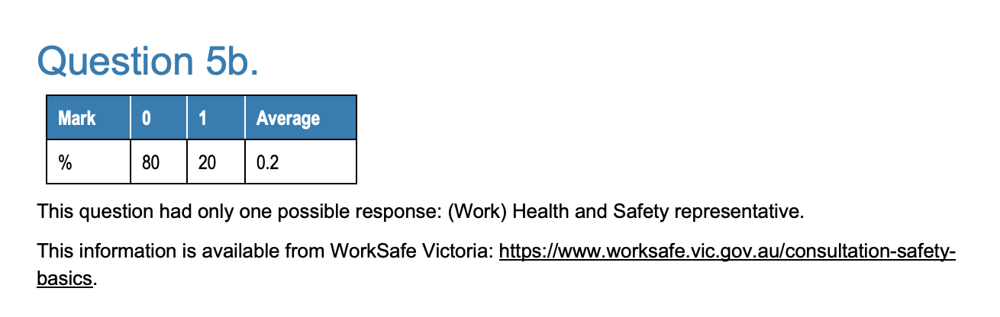 Question 5b.
Mark 0 1 Average
% 80 20 0.2
This question had only one possible response: (Work) Health and Safety representative.
This information is available from WorkSafe Victoria: https://www.worksafe.vic.gov.au/consultation-safety-
basics.